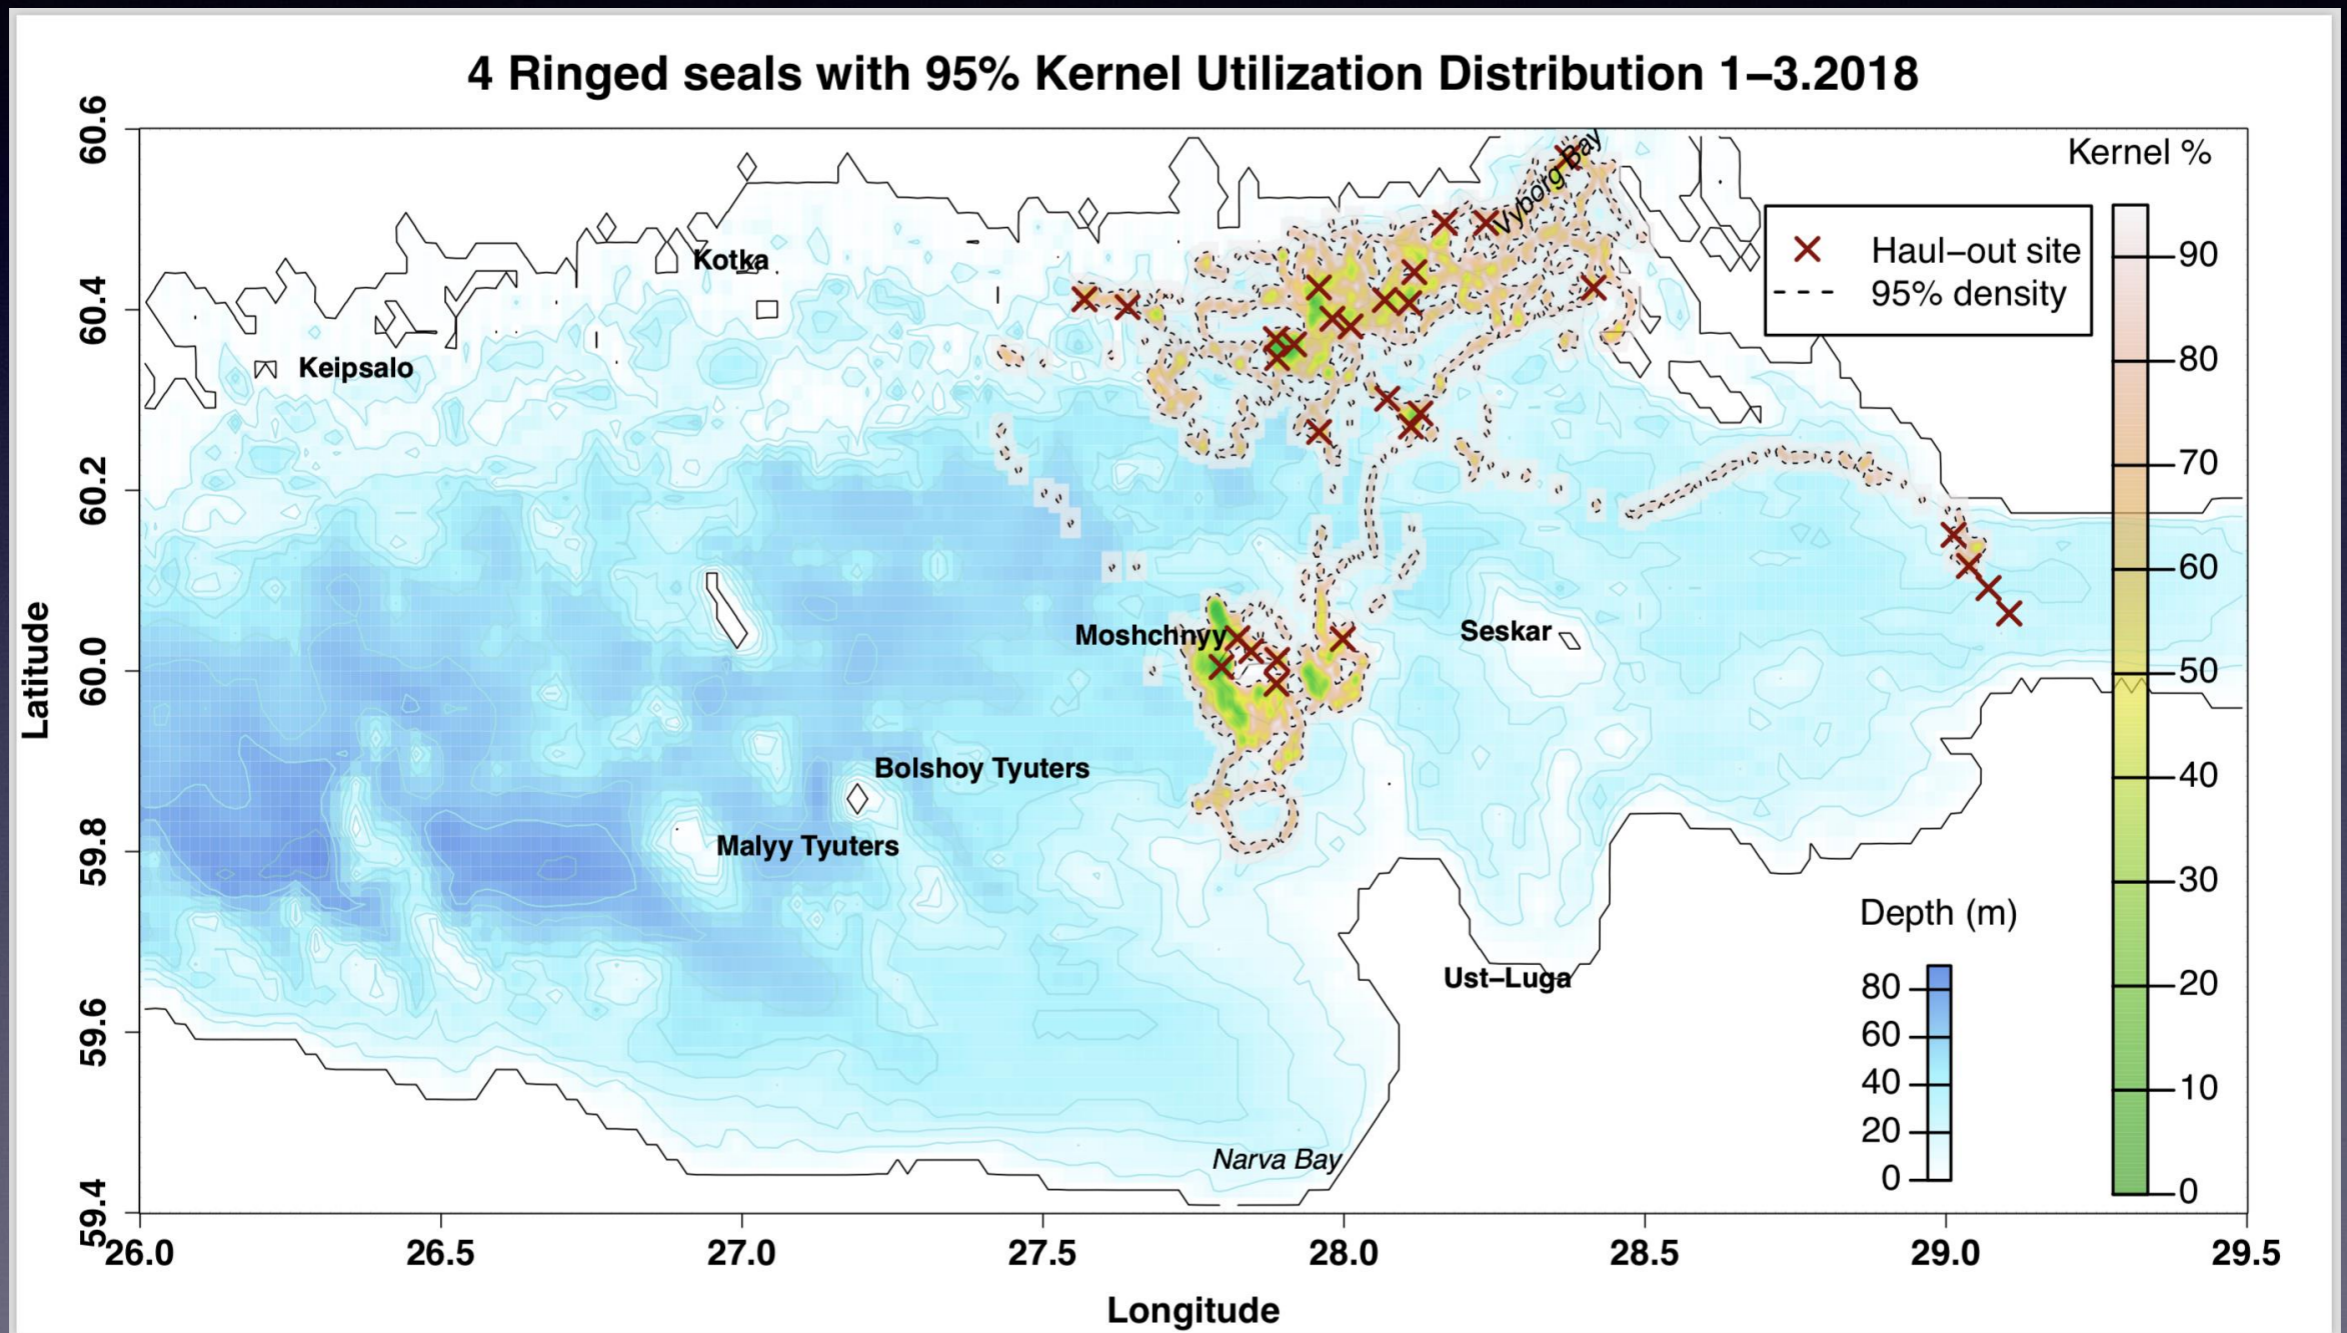 4 Ringed seals with 95% Kernel Utilization Distribution 1–3.2018
60.6
60.4
60.2
60.0
59.8
59.6
59.4
Latitude
26.0
26.5
27.0
27.5
28.0
28.5
29.0
29.5
Longitude
Vyborg Bay
Kotka
Keipsalo
Moshchnyy
Seskar
Bolshoy Tyuters
Malyy Tyuters
Ust–Luga
Narva Bay
Kernel %
Haul–out site
95% density
90
80
70
60
50
40
30
20
10
0
Depth (m)
80
60
40
20
0